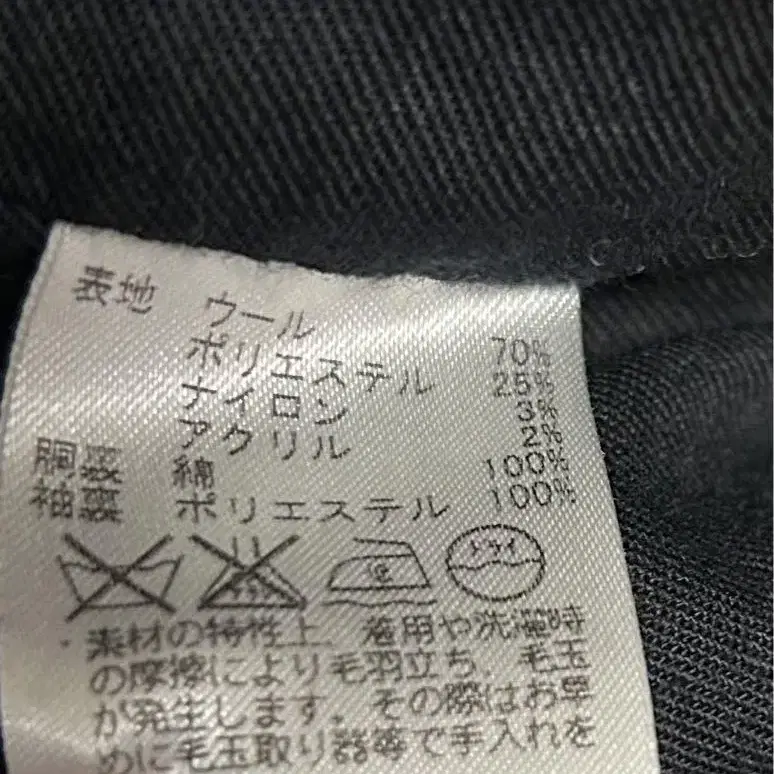 表地 ウール 70%
ポリエステル 25%
ナイロン 3%
アクリル 2%
胴裏 綿 100%
袖裏 ポリエステル 100%
ドライ
素材の特性上、着用や洗濯時
の摩擦により毛羽立ち、毛玉
が発生します。その際はお早
めに毛玉取り器等で手入れを